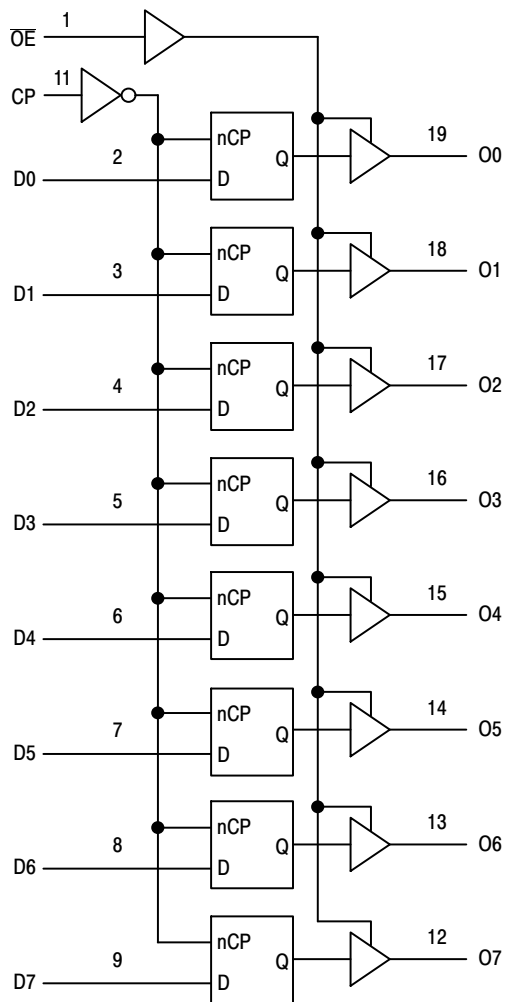 1
OE
11
CP
nCP
19
2
Q
O0
D0
D
nCP
18
3
Q
O1
D1
D
nCP
17
4
Q
O2
D2
D
nCP
16
5
Q
O3
D3
D
nCP
15
6
Q
O4
D4
D
nCP
14
7
Q
O5
D5
D
nCP
13
8
Q
O6
D6
D
nCP
12
9
Q
O7
D7
D